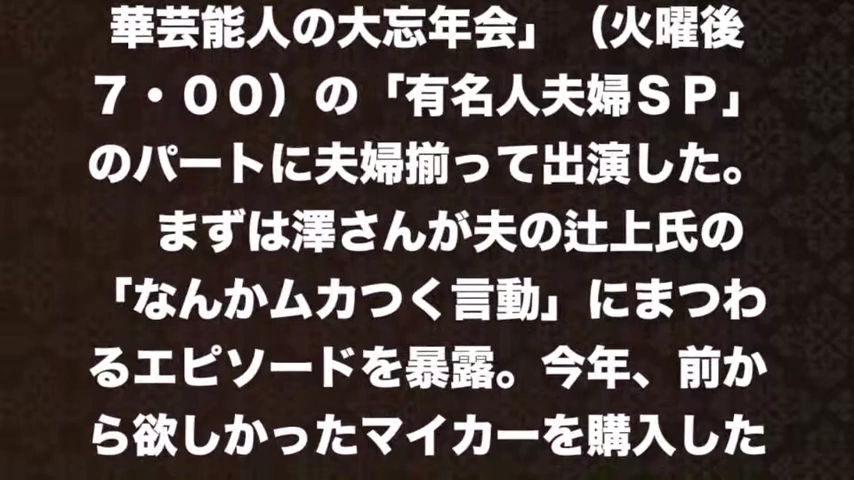 華芸能人の大忘年会」（火曜後
７・００）の「有名人夫婦ＳＰ」
のパートに夫婦揃って出演した。
まずは澤さんが夫の辻上氏の
「なんかムカつく言動」にまつわ
るエピソードを暴露。今年、前か
ら欲しかったマイカーを購入した